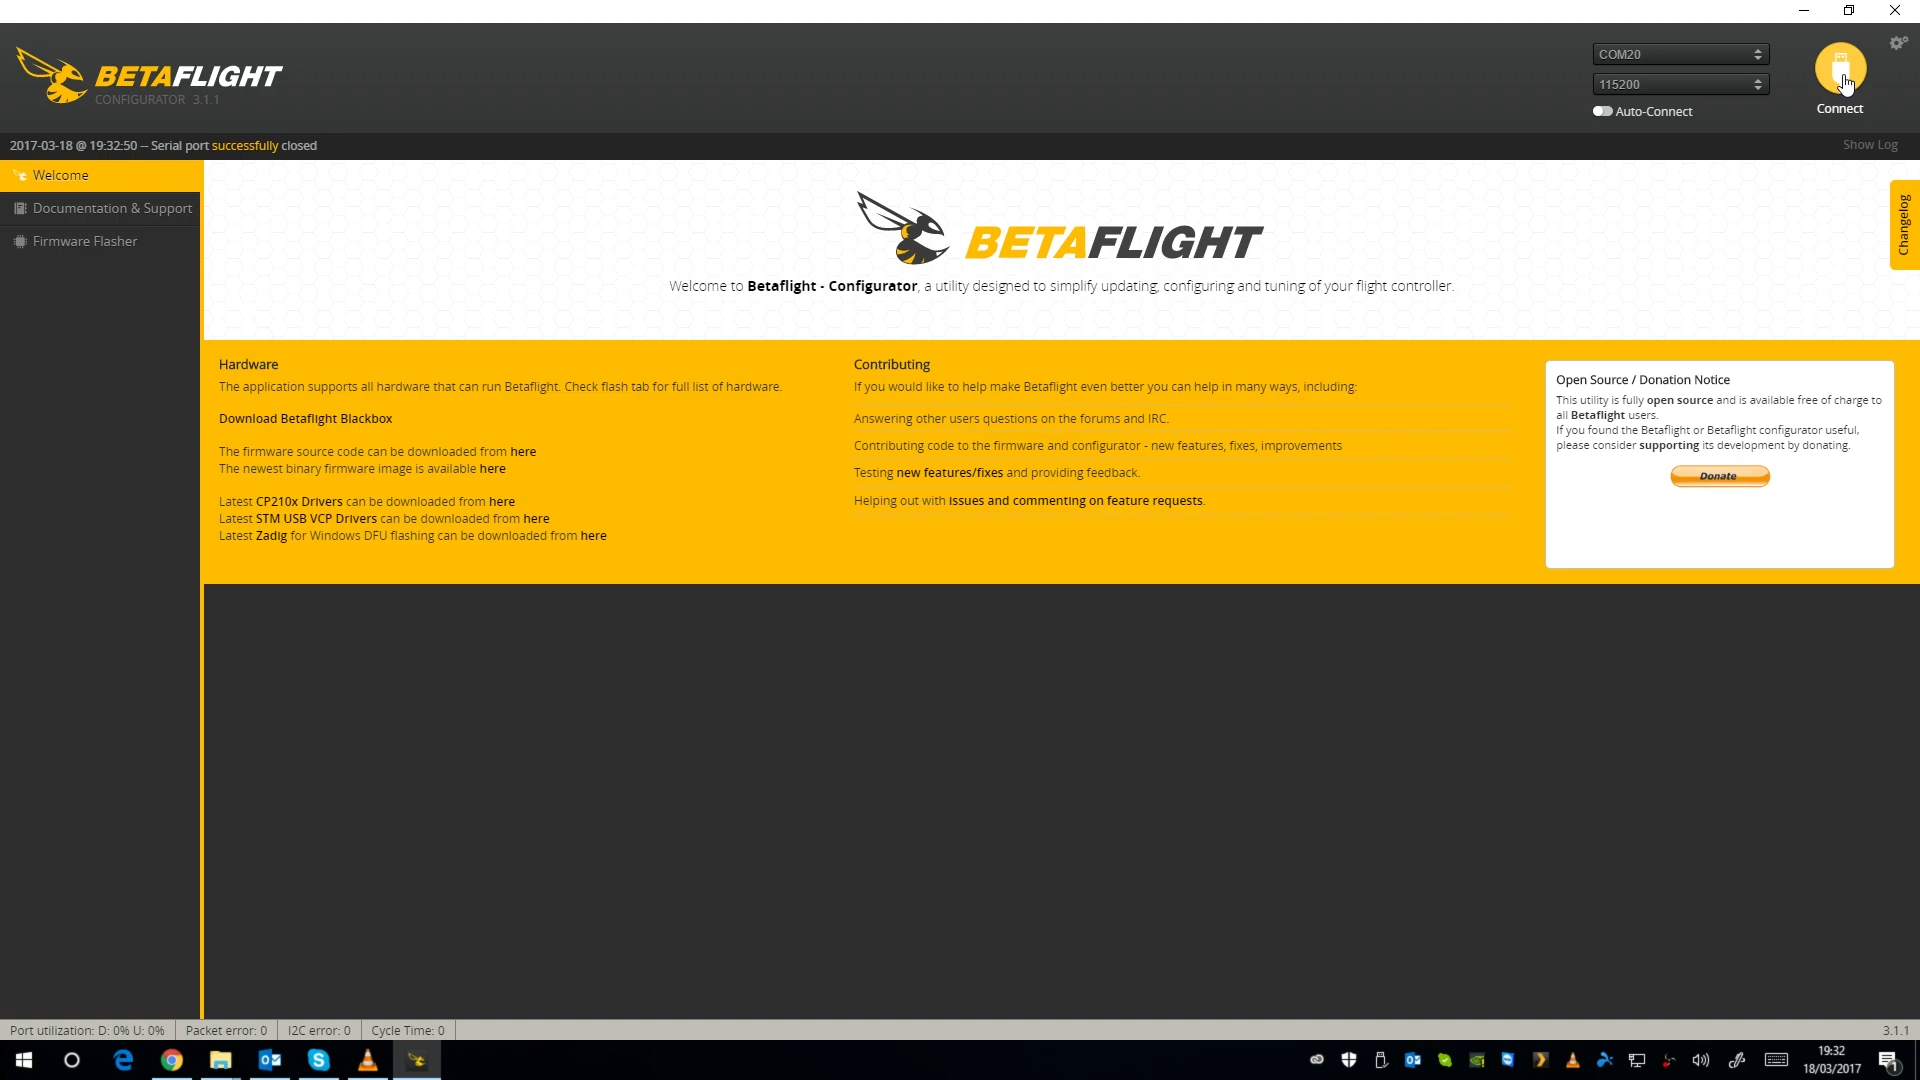 BETAFLIGHT
CONFIGURATOR 3.1.1
COM20
115200
Auto-Connect
Connect
2017-03-18 @ 19:32:50 -- Serial port successfully closed
Show Log
Welcome
Documentation & Support
Firmware Flasher
Changelog
BETAFLIGHT
Welcome to Betaflight - Configurator, a utility designed to simplify updating, configuring and tuning of your flight controller.
Hardware
The application supports all hardware that can run Betaflight. Check flash tab for full list of hardware.
Download Betaflight Blackbox
The firmware source code can be downloaded from here
The newest binary firmware image is available here
Latest CP210x Drivers can be downloaded from here
Latest STM USB VCP Drivers can be downloaded from here
Latest Zadig for Windows DFU flashing can be downloaded from here
Contributing
If you would like to help make Betaflight even better you can help in many ways, including:
Answering other users questions on the forums and IRC.
Contributing code to the firmware and configurator - new features, fixes, improvements
Testing new features/fixes and providing feedback.
Helping out with issues and commenting on feature requests.
Open Source / Donation Notice
This utility is fully open source and is available free of charge to
all Betaflight users.
If you found the Betaflight or Betaflight configurator useful,
please consider supporting its development by donating.
Donate
Port utilization: D: 0% U: 0%
Packet error: 0
I2C error: 0
Cycle Time: 0
3.1.1
19:32
18/03/2017
1